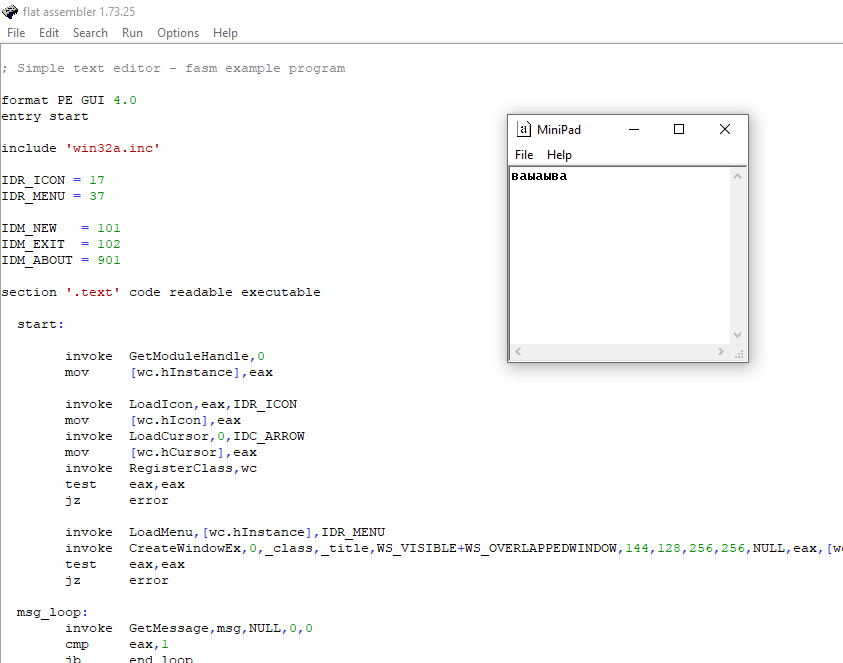 flat assembler 1.73.25
File Edit Search Run Options Help
; Simple text editor - fasm example program
format PE GUI 4.0
entry start
include 'win32a.inc'
IDR_ICON = 17
IDR_MENU = 37
IDM_NEW   = 101
IDM_EXIT  = 102
IDM_ABOUT = 901
section '.text' code readable executable
  start:
        invoke  GetModuleHandle,0
        mov     [wc.hInstance],eax
        invoke  LoadIcon,eax,IDR_ICON
        mov     [wc.hIcon],eax
        invoke  LoadCursor,0,IDC_ARROW
        mov     [wc.hCursor],eax
        invoke  RegisterClass,wc
        test    eax,eax
        jz      error
        invoke  LoadMenu,[wc.hInstance],IDR_MENU
        invoke  CreateWindowEx,0,_class,_title,WS_VISIBLE+WS_OVERLAPPEDWINDOW,144,128,256,256,NULL,eax,[w
        test    eax,eax
        jz      error
  msg_loop:
        invoke  GetMessage,msg,NULL,0,0
        cmp     eax,1
        jb      end_loop
MiniPad
File Help
ваыаыва